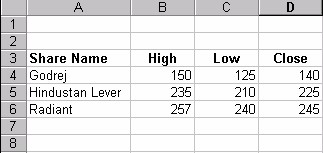 A B C D
1
2
3 Share Name High Low Close
4 Godrej 150 125 140
5 Hindustan Lever 235 210 225
6 Radiant 257 240 245
7
8